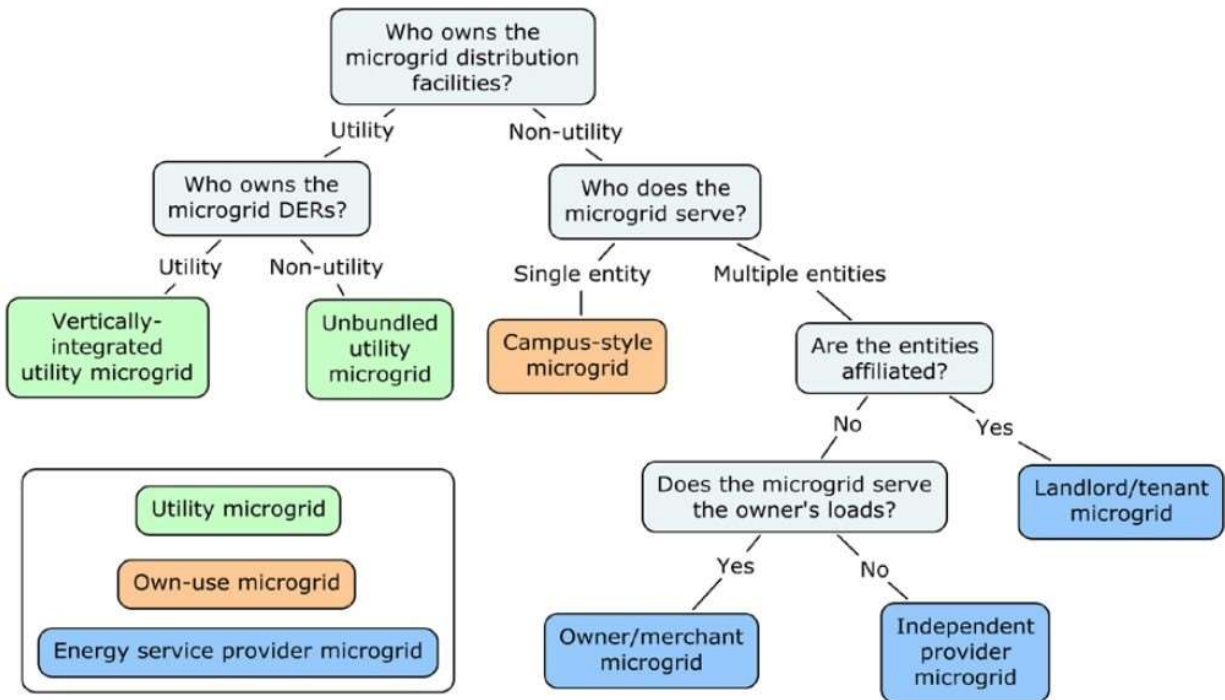 Who owns the
microgrid distribution
facilities?
Utility
Non-utility
Who owns the
microgrid DERs?
Who does the
microgrid serve?
Utility
Non-utility
Single entity
Multiple entities
Vertically-
integrated
utility microgrid
Unbundled
utility
microgrid
Campus-style
microgrid
Are the entities
affiliated?
No
Yes
Does the microgrid serve
the owner's loads?
Landlord/tenant
microgrid
Yes
No
Owner/merchant
microgrid
Independent
provider
microgrid
Utility microgrid
Own-use microgrid
Energy service provider microgrid